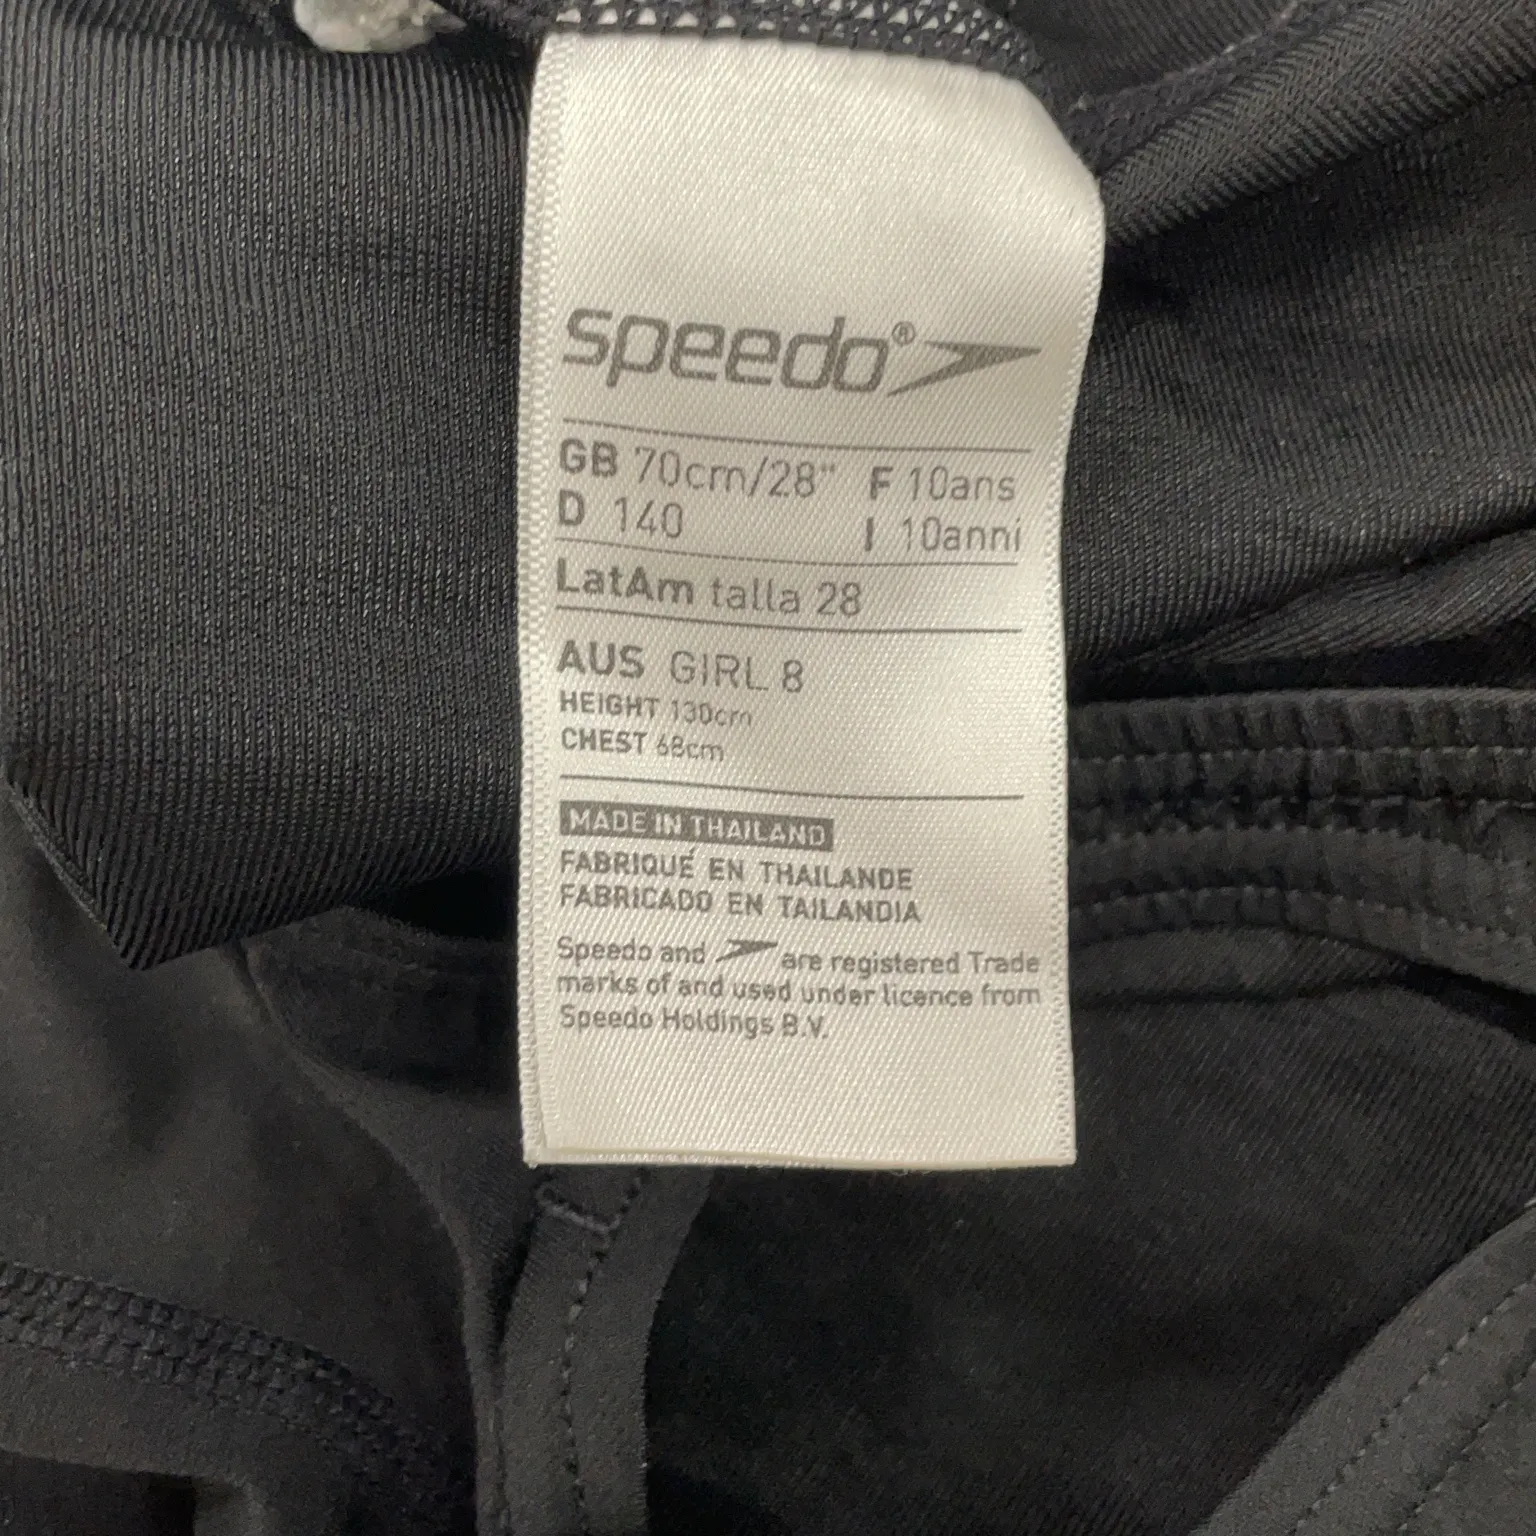 speedo®
GB 70cm/28" F 10ans
D 140 I 10anni
LatAm talla 28
AUS GIRL 8
HEIGHT 130cm
CHEST 68cm
MADE IN THAILAND
FABRIQUÉ EN THAILANDE
FABRICADO EN TAILANDIA
Speedo and are registered Trade
marks of and used under licence from
Speedo Holdings B.V.